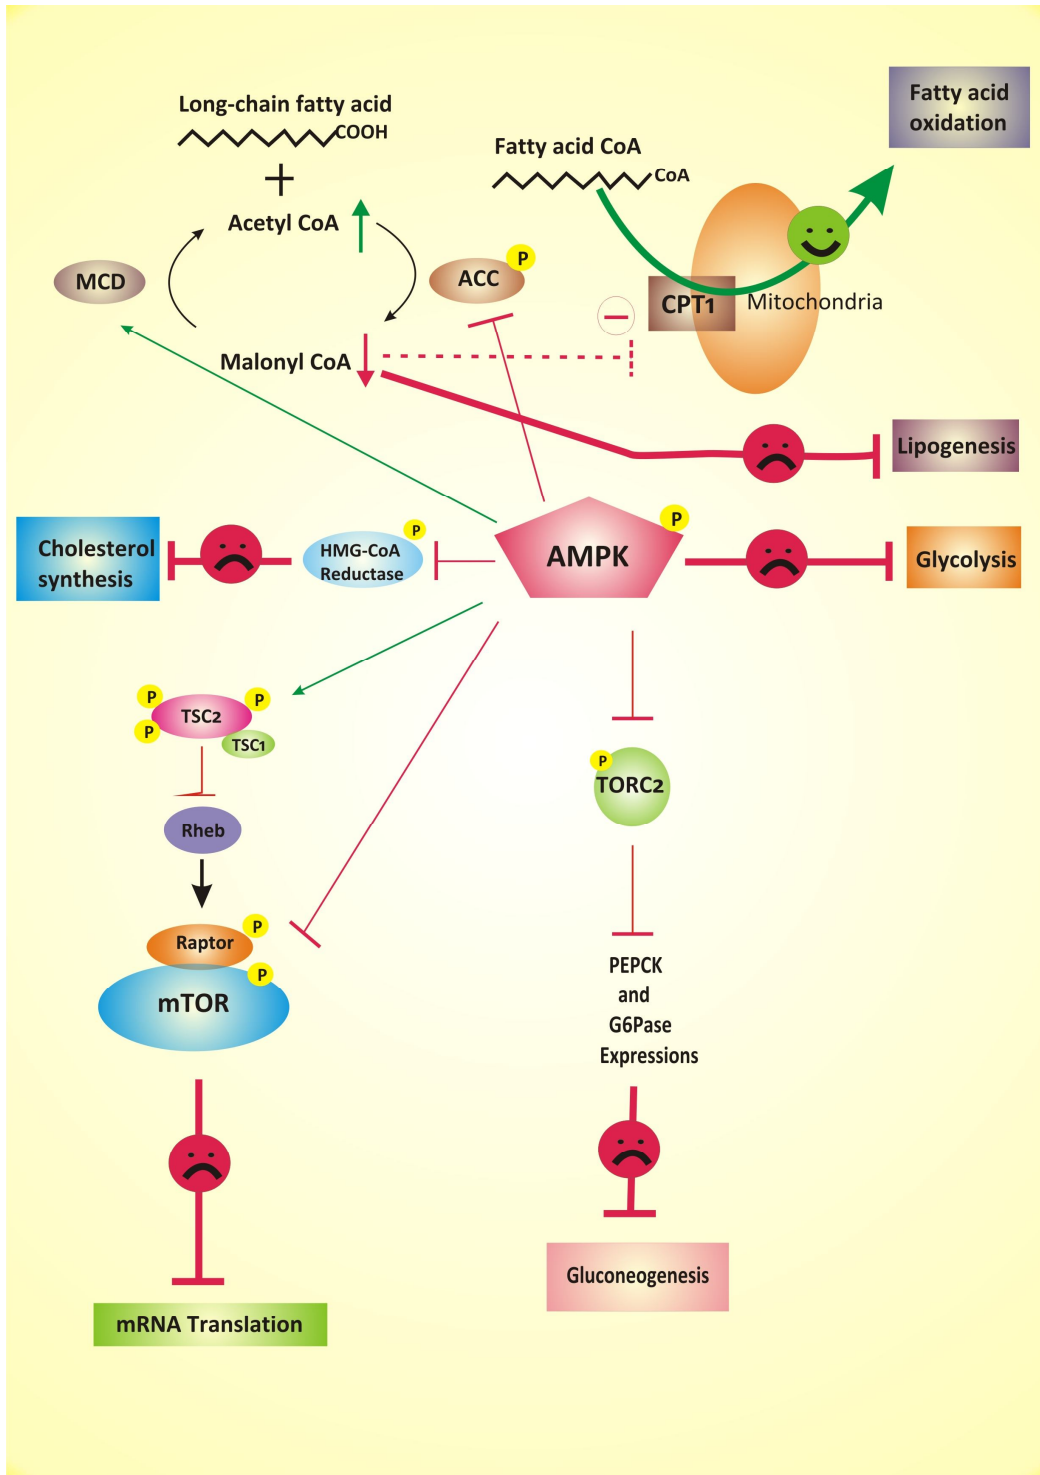 Long-chain fatty acid
COOH
+
Acetyl CoA
MCD
ACC
P
Malonyl CoA
Fatty acid CoA
CoA
Fatty acid
oxidation
CPT1
Mitochondria
Lipogenesis
Cholesterol
synthesis
HMG-CoA
Reductase
P
AMPK
P
Glycolysis
P
P
P
TSC2
TSC1
Rheb
Raptor
P
mTOR
P
mRNA Translation
P
TORC2
PEPCK
and
G6Pase
Expressions
Gluconeogenesis